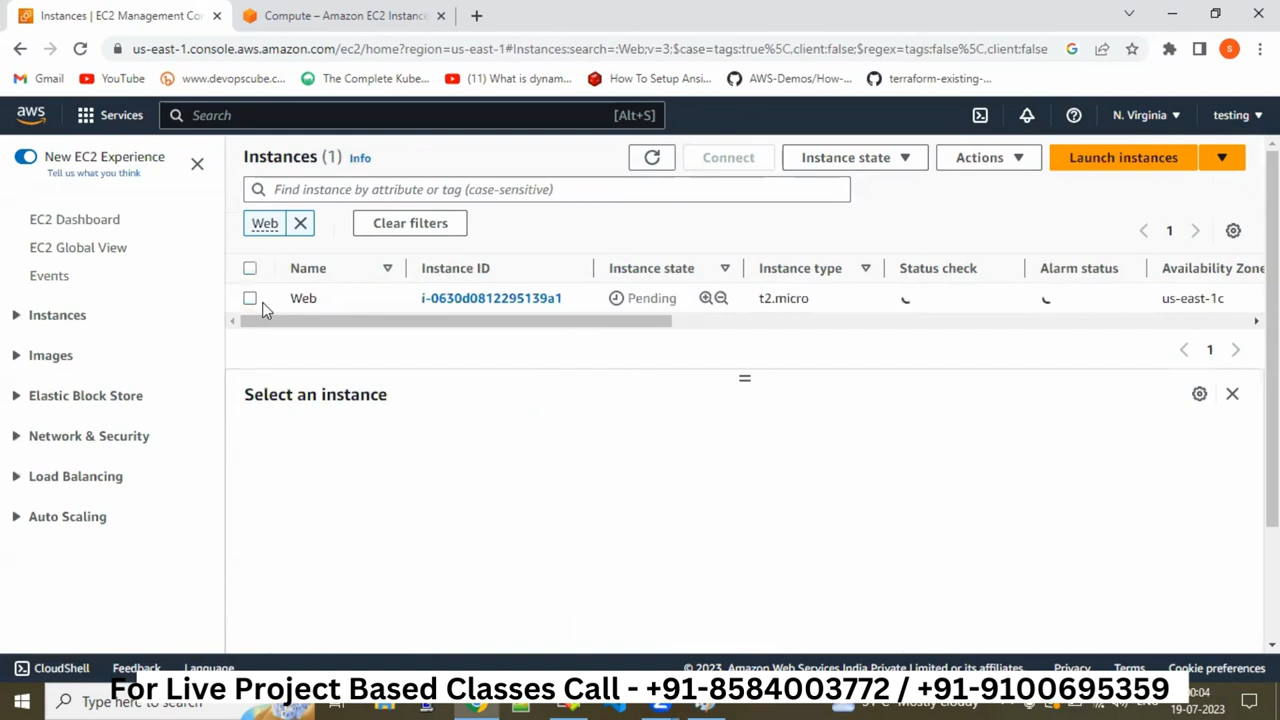 Instances | EC2 Management Cor
Compute – Amazon EC2 Instance
us-east-1.console.aws.amazon.com/ec2/home?region=us-east-1#Instances:search=:Web;v=3;$case=tags:true%5C,client:false;$regex=tags:false%5C,client:false
Gmail
YouTube
www.devopscube.c...
The Complete Kube...
(11) What is dynam...
How To Setup Ansi...
AWS-Demos/How-...
terraform-existing-...
aws
Services
Search
[Alt+S]
N. Virginia
testing
New EC2 Experience
Tell us what you think
EC2 Dashboard
EC2 Global View
Events
Instances
Images
Elastic Block Store
Network & Security
Load Balancing
Auto Scaling
Instances (1) Info
Connect
Instance state
Actions
Launch instances
Find instance by attribute or tag (case-sensitive)
Web
Clear filters
1
Name Instance ID Instance state Instance type Status check Alarm status Availability Zone
Web i-0630d0812295139a1 Pending t2.micro us-east-1c
1
Select an instance
CloudShell Feedback Language © 2023, Amazon Web Services India Private Limited or its affiliates. Privacy Terms Cookie preferences
For Live Project Based Classes Call - +91-8584003772 / +91-9100695359
Type here to search
Mostly cloudy
00:04
19-07-2023